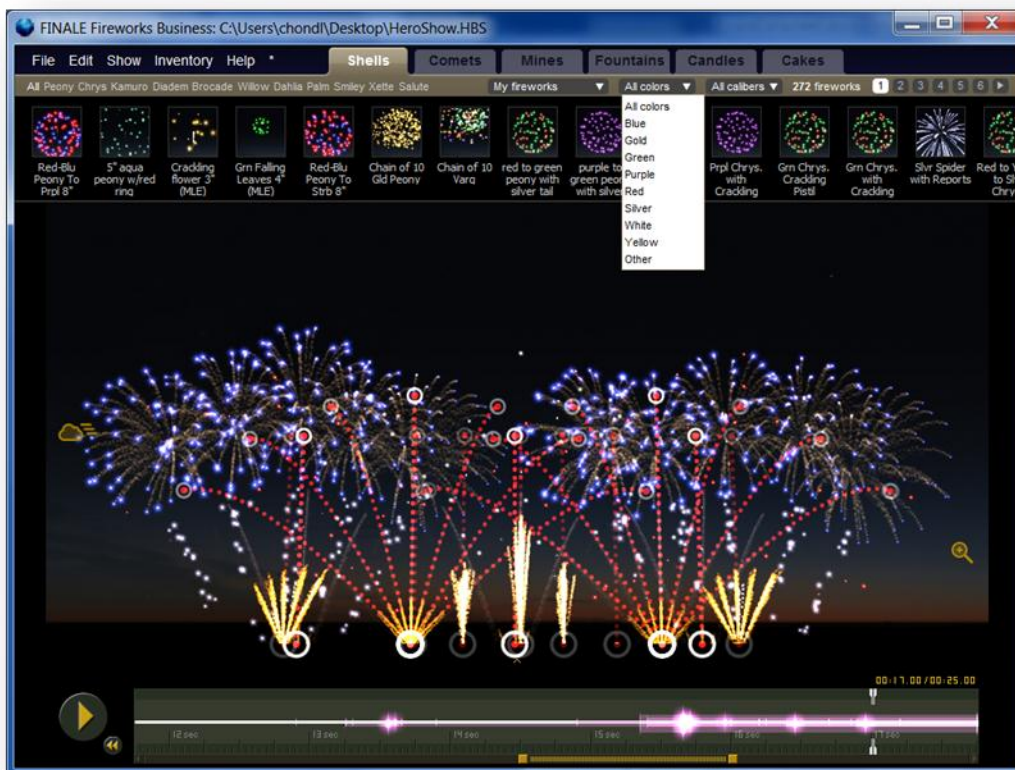 FINALE Fireworks Business: C:\Users\chondl\Desktop\HeroShow.HBS
File Edit Show Inventory Help *
Shells Comets Mines Fountains Candles Cakes
All Peony Chrys Kamuro Diadem Brocade Willow Dahlia Palm Smiley Xette Salute
My fireworks
All colors
All calibers
272 fireworks
1 2 3 4 5 6
All colors
Blue
Gold
Green
Purple
Red
Silver
White
Yellow
Other
Red-Blu
Peony To
Prpl 8"
5" aqua
peony w/red
ring
Crackling
flower 3"
(MLE)
Grn Falling
Leaves 4"
(MLE)
Red-Blu
Peony To
Strb 8"
Chain of 10
Gld Peony
Chain of 10
Varg
red to green
peony with
silver tail
purple to
green peon
with silv
Prpl Chrys.
with
Crackling
Grn Chrys.
Crackling
Pistil
Grn Chrys.
with
Crackling
Slvr Spider
with Reports
Red to Y
to Sl
Chry
00:17.00/00:25.00
12 sec 13 sec 14 sec 15 sec 16 sec 17 sec